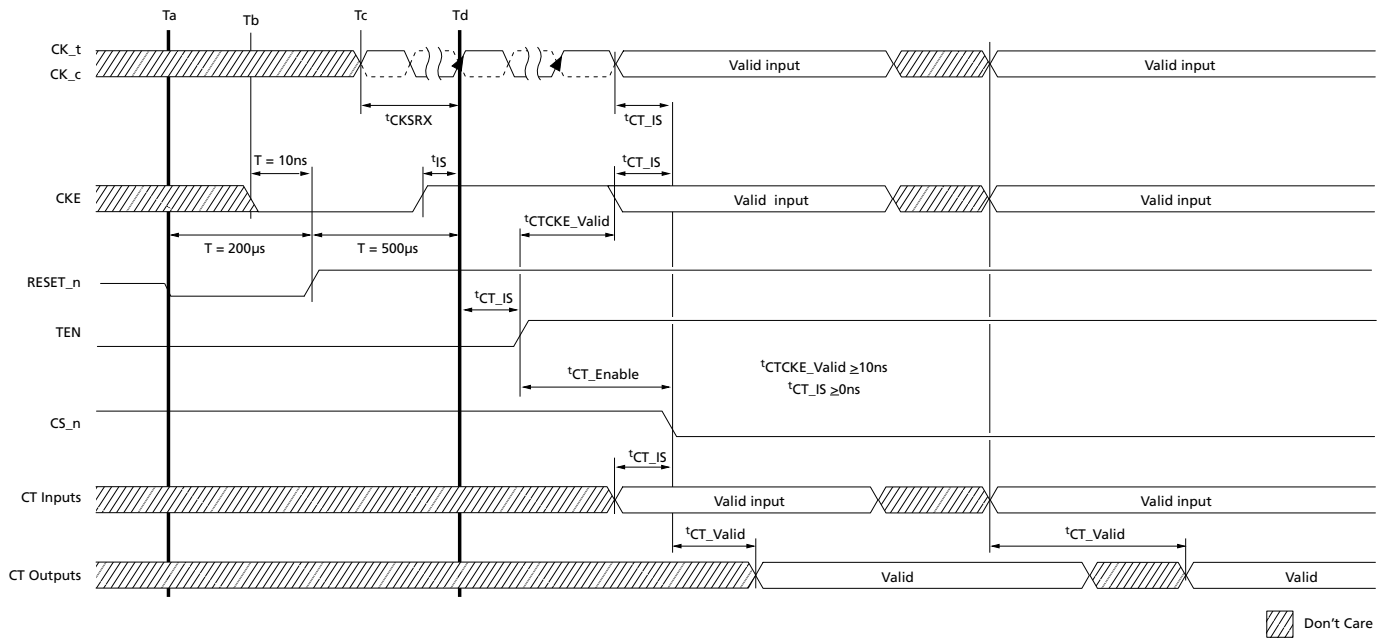 Ta Tb Tc Td
CK_t
CK_c
Valid input Valid input
tCKSRX tCT_IS
T = 10ns tIS tCT_IS
CKE
Valid input Valid input
tCTCKE_Valid
T = 200µs T = 500µs
RESET_n
tCT_IS
TEN
tCT_Enable
tCTCKE_Valid ≥10ns
tCT_IS ≥0ns
CS_n
tCT_IS
CT Inputs Valid input Valid input
tCT_Valid tCT_Valid
CT Outputs Valid Valid
Don't Care